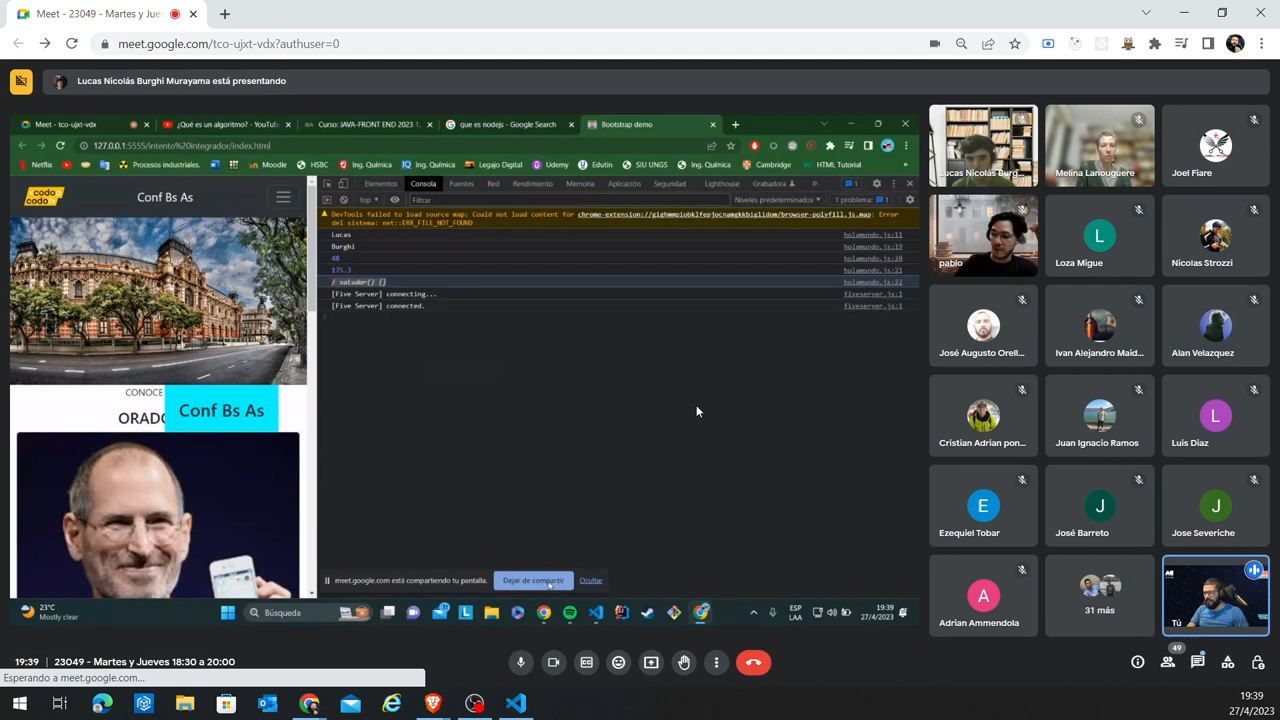 Meet - 23049 - Martes y Juev
meet.google.com/tco-ujxt-vdx?authuser=0
Lucas Nicolás Burghi Murayama está presentando
Meet - tco-ujxt-vdx
¿Qué es un algoritmo? - YouTub
Curso: JAVA-FRONT END 2023 1.
que es nodejs - Google Search
Bootstrap demo
127.0.0.1:5555/intento%20integrador/index.html
Netflix
Procesos industriales.
Moodle
HSBC
Ing. Química
Ing. Química
Legajo Digital
Udemy
Edutin
SIU UNGS
Ing. Química
Cambridge
HTML Tutorial
Elementos
Consola
Fuentes
Red
Rendimiento
Memoria
Aplicación
Seguridad
Lighthouse
Grabadora
1
top
Filtrar
Niveles predeterminados
1 problema:
1
DevTools failed to load source map: Could not load content for chrome-extension://gighmmpiobklfepjocnamgkkbiglidom/browser-polyfill.js.map: Error
del sistema: net::ERR_FILE_NOT_FOUND
Lucas holamundo.js:11
Burghi holamundo.js:19
holamundo.js:20
175.3 holamundo.js:21
ƒ saludar() {} holamundo.js:22
[Five Server] connecting... fiveserver.js:1
[Five Server] connected. fiveserver.js:1
codo
Conf Bs As
CONOCE
ORADO
Conf Bs As
meet.google.com está compartiendo tu pantalla.
Dejar de compartir
Ocultar
23°C
Mostly clear
Búsqueda
ESP
LAA
19:39
27/4/2023
Lucas Nicolás Burg...
Melina Lanouguere
Joel Fiare
pablo
L
Loza Migue
Nicolas Strozzi
José Augusto Orell...
Ivan Alejandro Maid...
Alan Velazquez
Cristian Adrian pon...
Juan Ignacio Ramos
L
Luis Diaz
E
Ezequiel Tobar
J
José Barreto
J
Jose Severiche
A
Adrian Ammendola
31 más
Tú
19:39
23049 - Martes y Jueves 18:30 a 20:00
49
Esperando a meet.google.com...
19:39
27/4/2023